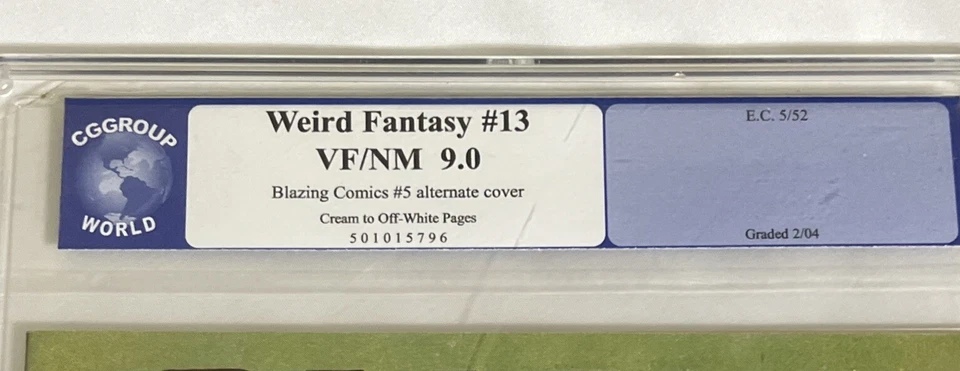 CGGROUP
WORLD
Weird Fantasy #13
VF/NM 9.0
Blazing Comics #5 alternate cover
Cream to Off-White Pages
501015796
E.C. 5/52
Graded 2/04